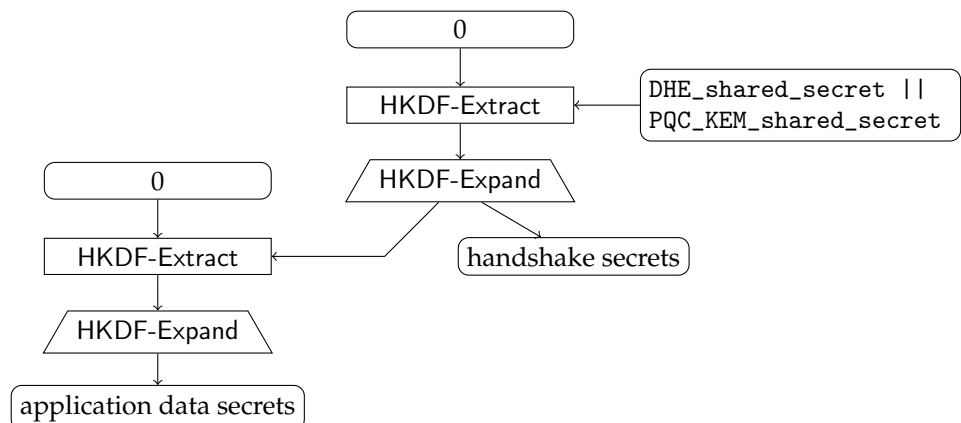 0
HKDF-Extract
DHE_shared_secret ||
PQC_KEM_shared_secret
HKDF-Expand
0
HKDF-Extract
handshake secrets
HKDF-Expand
application data secrets